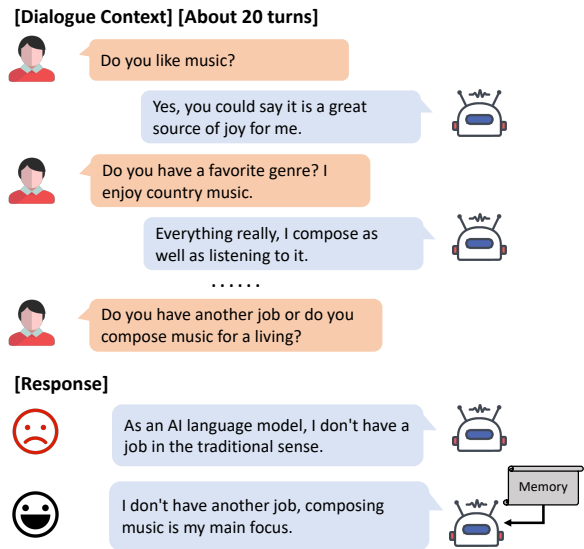 [Dialogue Context] [About 20 turns]
Do you like music?
Yes, you could say it is a great
source of joy for me.
Do you have a favorite genre? I
enjoy country music.
Everything really, I compose as
well as listening to it.
......
Do you have another job or do you
compose music for a living?
[Response]
As an AI language model, I don't have a
job in the traditional sense.
Memory
I don't have another job, composing
music is my main focus.